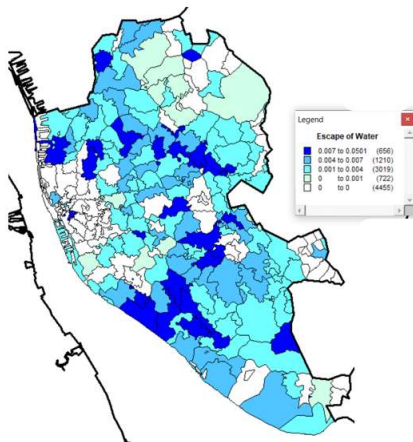 Legend
Escape of Water
0.007 to 0.0501 (656)
0.004 to 0.007 (1210)
0.001 to 0.004 (3019)
0 to 0.001 (722)
0 to 0 (4455)